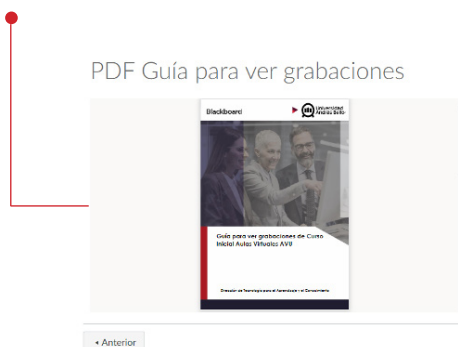 PDF Guía para ver grabaciones
Blackboard
Universidad
Andrés Bello
Guía para ver grabaciones de Curso
Inicial Aulas Virtuales AVU
Dirección de Tecnología para el Aprendizaje y el Conocimiento
◂ Anterior